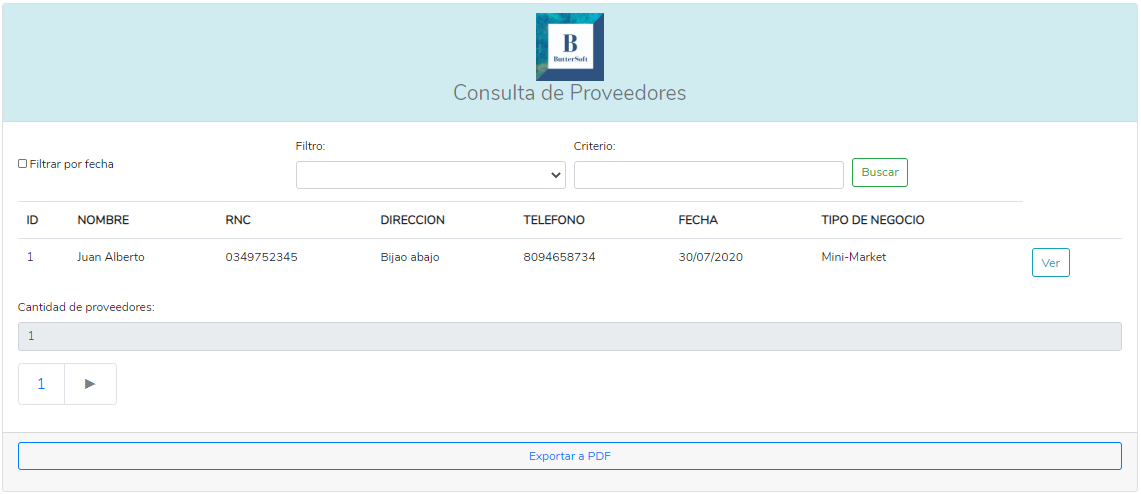 B
ButterSoft
Consulta de Proveedores
Filtrar por fecha
Filtro:
Criterio:
Buscar
ID NOMBRE RNC DIRECCION TELEFONO FECHA TIPO DE NEGOCIO
1 Juan Alberto 0349752345 Bijao abajo 8094658734 30/07/2020 Mini-Market Ver
Cantidad de proveedores:
1
1 ►
Exportar a PDF